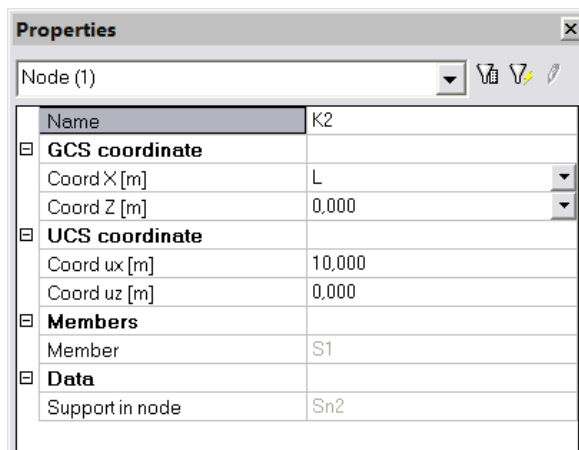 Properties
Node (1)
Name K2
GCS coordinate
Coord X [m] L
Coord Z [m] 0,000
UCS coordinate
Coord ux [m] 10,000
Coord uz [m] 0,000
Members
Member S1
Data
Support in node Sn2